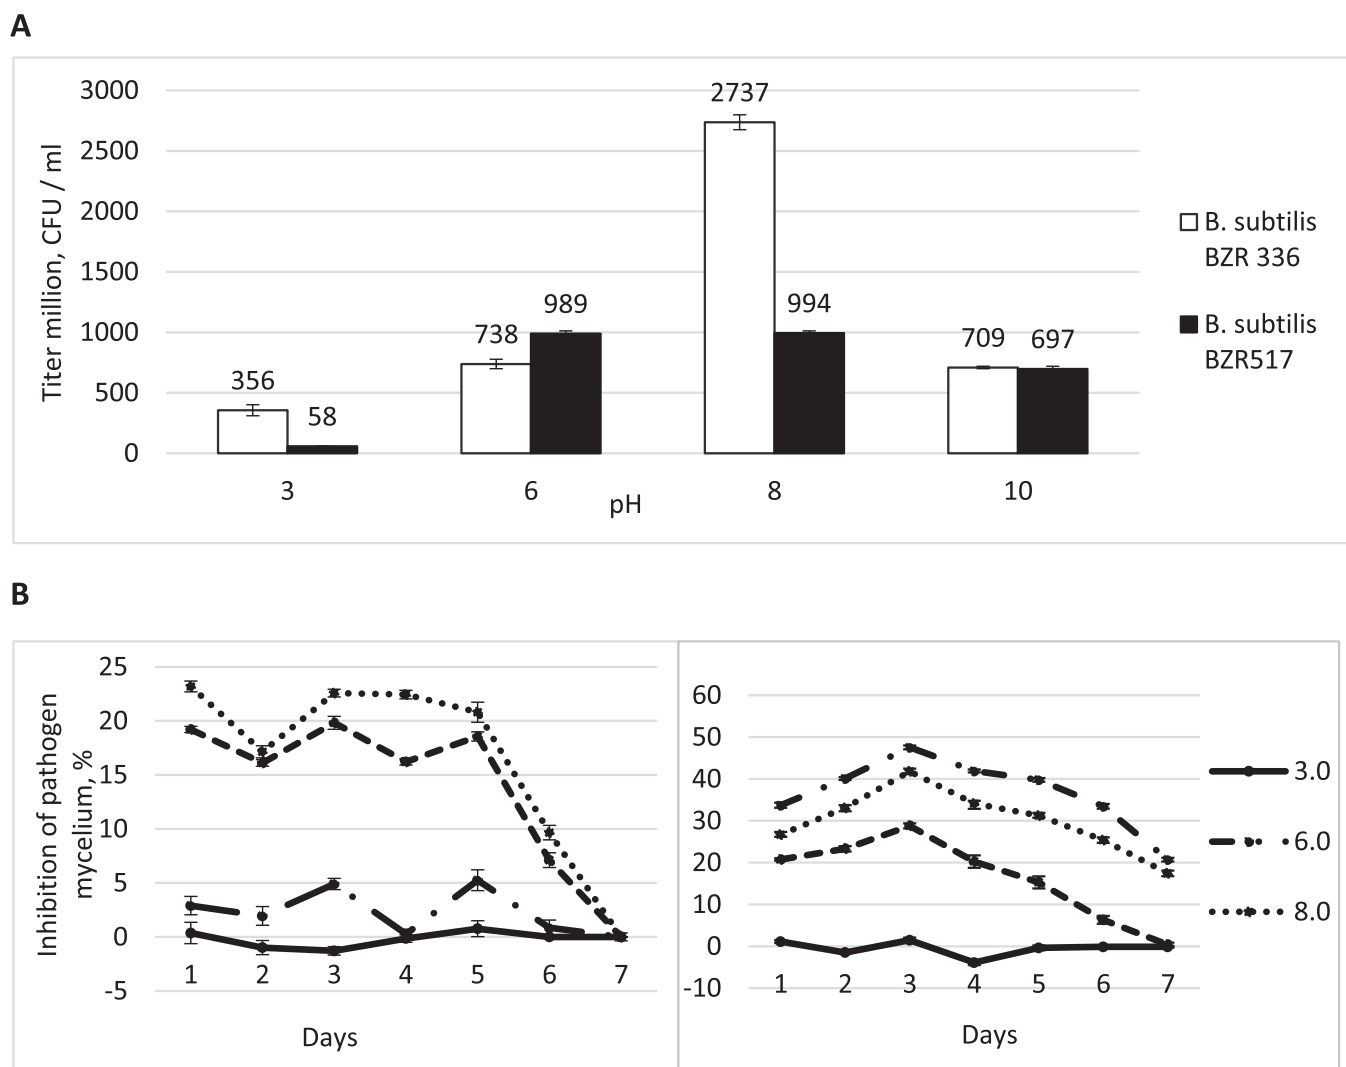 A
3000
2500
2000
1500
1000
500
0
Titer million, CFU / ml
356
58
738
989
2737
994
709
697
3
6
8
10
pH
B. subtilis
BZR 336
B. subtilis
BZR517
B
25
20
15
10
5
0
-5
Inhibition of pathogen
mycelium, %
1 2 3 4 5 6 7
Days
60
50
40
30
20
10
0
-10
1 2 3 4 5 6 7
Days
3.0
6.0
8.0